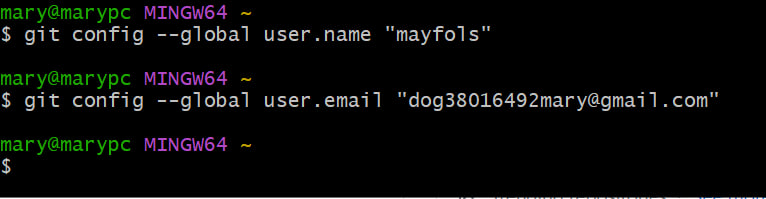 mary@marypc MINGW64 ~
$ git config --global user.name "mayfols"
mary@marypc MINGW64 ~
$ git config --global user.email "dog38016492mary@gmail.com"
mary@marypc MINGW64 ~
$